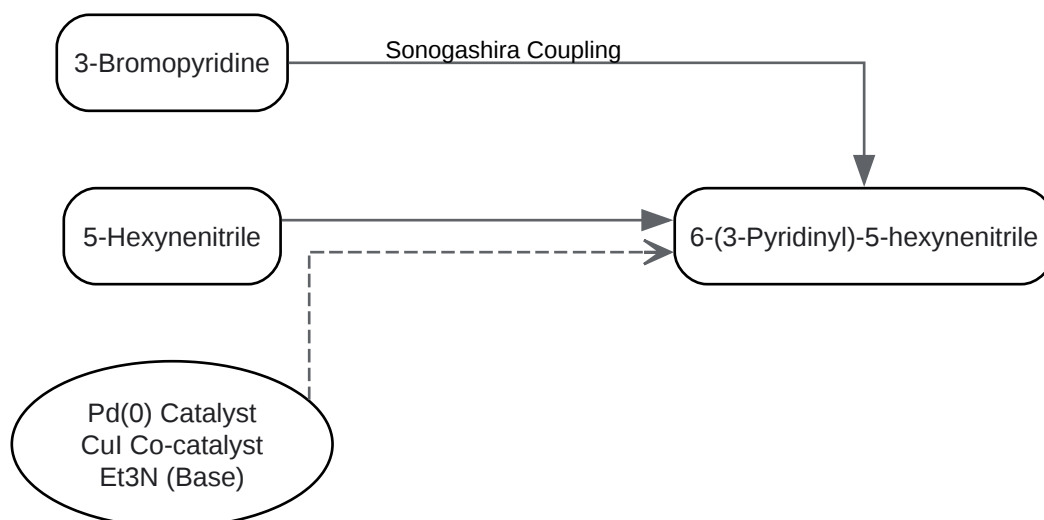 3-Bromopyridine
Sonogashira Coupling
5-Hexynenitrile
6-(3-Pyridinyl)-5-hexynenitrile
Pd(0) Catalyst
CuI Co-catalyst
Et3N (Base)